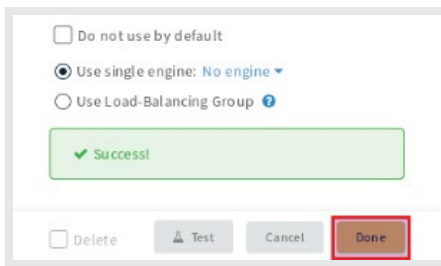 Do not use by default
Use single engine: No engine
Use Load-Balancing Group ?
Success!
Delete Test Cancel Done